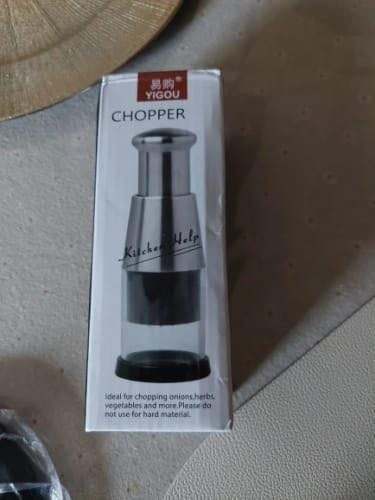 易购®
YIGOU
CHOPPER
Kitchen Help
Ideal for chopping onions,herbs,
vegetables and more.Please do
not use for hard material.